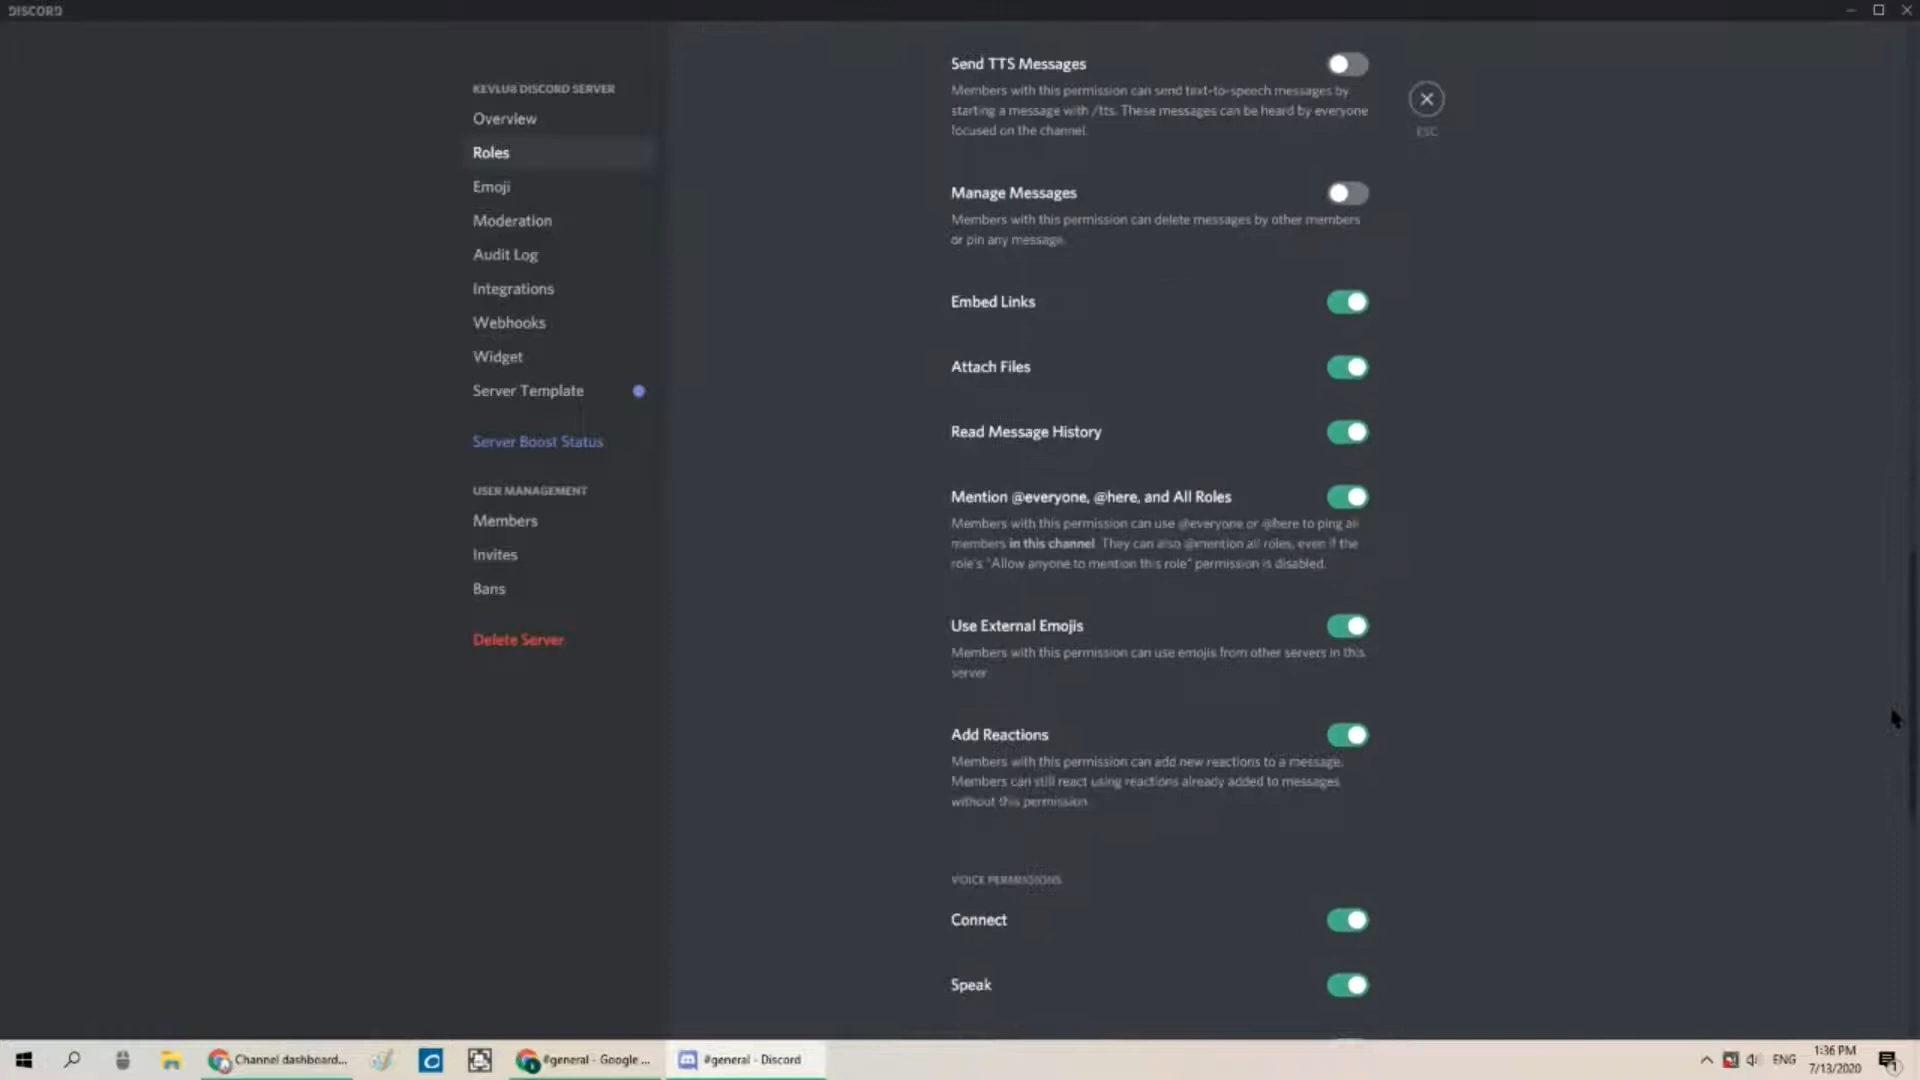 DISCORD
KEVLU8 DISCORD SERVER
Overview
Roles
Emoji
Moderation
Audit Log
Integrations
Webhooks
Widget
Server Template
Server Boost Status
USER MANAGEMENT
Members
Invites
Bans
Delete Server
Send TTS Messages
Members with this permission can send text-to-speech messages by
starting a message with /tts. These messages can be heard by everyone
focused on the channel.
ESC
Manage Messages
Members with this permission can delete messages by other members
or pin any message.
Embed Links
Attach Files
Read Message History
Mention @everyone, @here, and All Roles
Members with this permission can use @everyone or @here to ping all
members in this channel. They can also @mention all roles, even if the
role's "Allow anyone to mention this role" permission is disabled.
Use External Emojis
Members with this permission can use emojis from other servers in this
server.
Add Reactions
Members with this permission can add new reactions to a message.
Members can still react using reactions already added to messages
without this permission.
VOICE PERMISSIONS
Connect
Speak
Channel dashboard...
#general - Google ...
#general - Discord
ENG
1:36 PM
7/13/2020
1